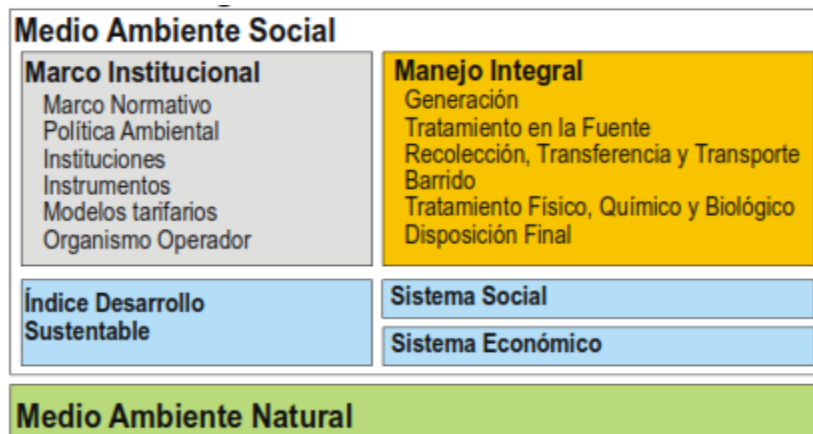 Medio Ambiente Social
Marco Institucional
Marco Normativo
Política Ambiental
Instituciones
Instrumentos
Modelos tarifarios
Organismo Operador
Manejo Integral
Generación
Tratamiento en la Fuente
Recolección, Transferencia y Transporte
Barrido
Tratamiento Físico, Químico y Biológico
Disposición Final
Índice Desarrollo
Sustentable
Sistema Social
Sistema Económico
Medio Ambiente Natural